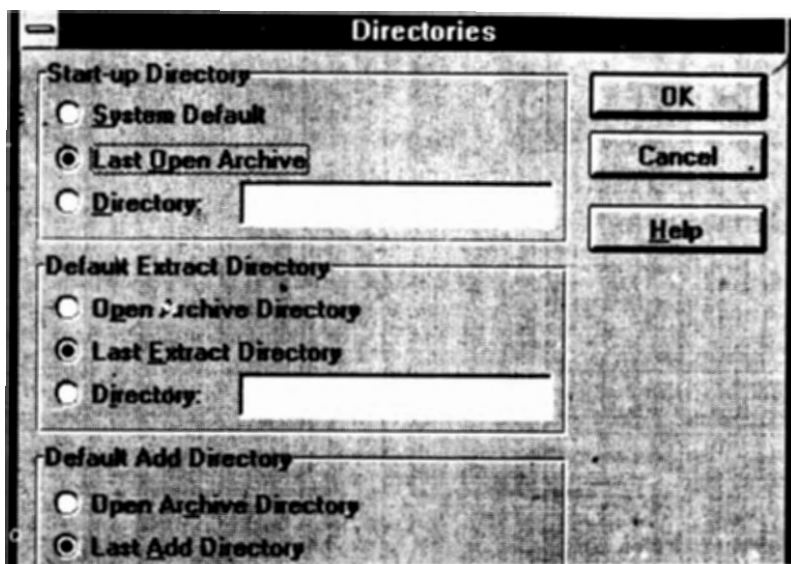 Directories
Start-up Directory
System Default
Last Open Archive
Directory:
OK
Cancel
Help
Default Extract Directory
Open Archive Directory
Last Extract Directory
Directory:
Default Add Directory
Open Archive Directory
Last Add Directory